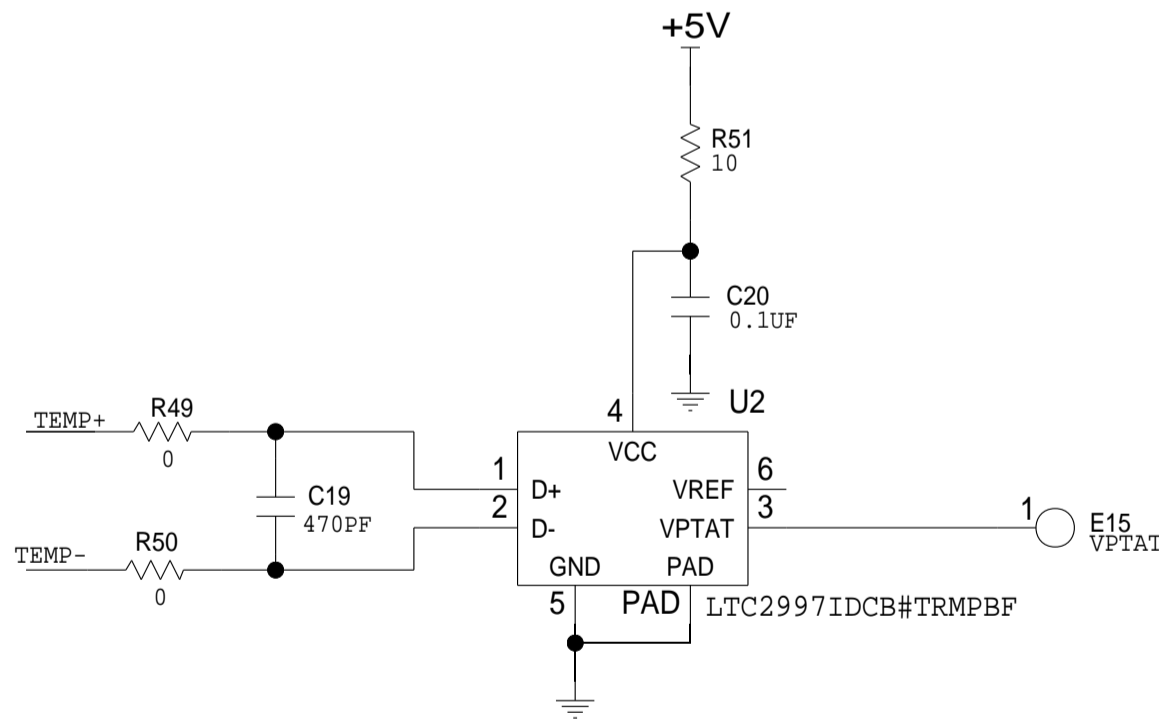 +5V
R51
10
C20
0.1UF
U2
4
TEMP+
R49
0
VCC
1
D+
VREF
6
C19
470PF
2
D-
VPTAT
3
1
E15
VPTAT
TEMP-
R50
0
GND
PAD
5
PAD
LTC2997IDCB#TRMPBF